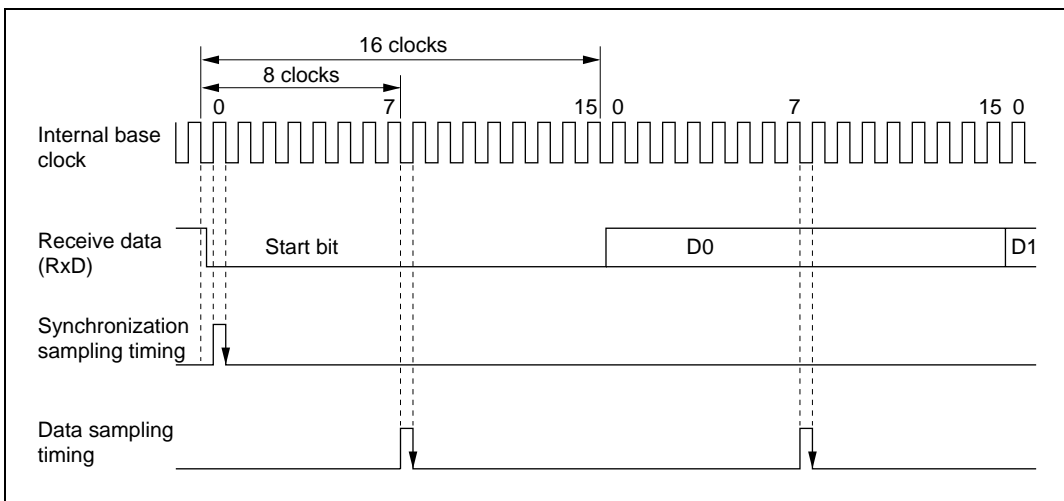 16 clocks
8 clocks
0 7 15 0 7 15 0
Internal base
clock
Receive data
(RxD)
Start bit D0 D1
Synchronization
sampling timing
Data sampling
timing